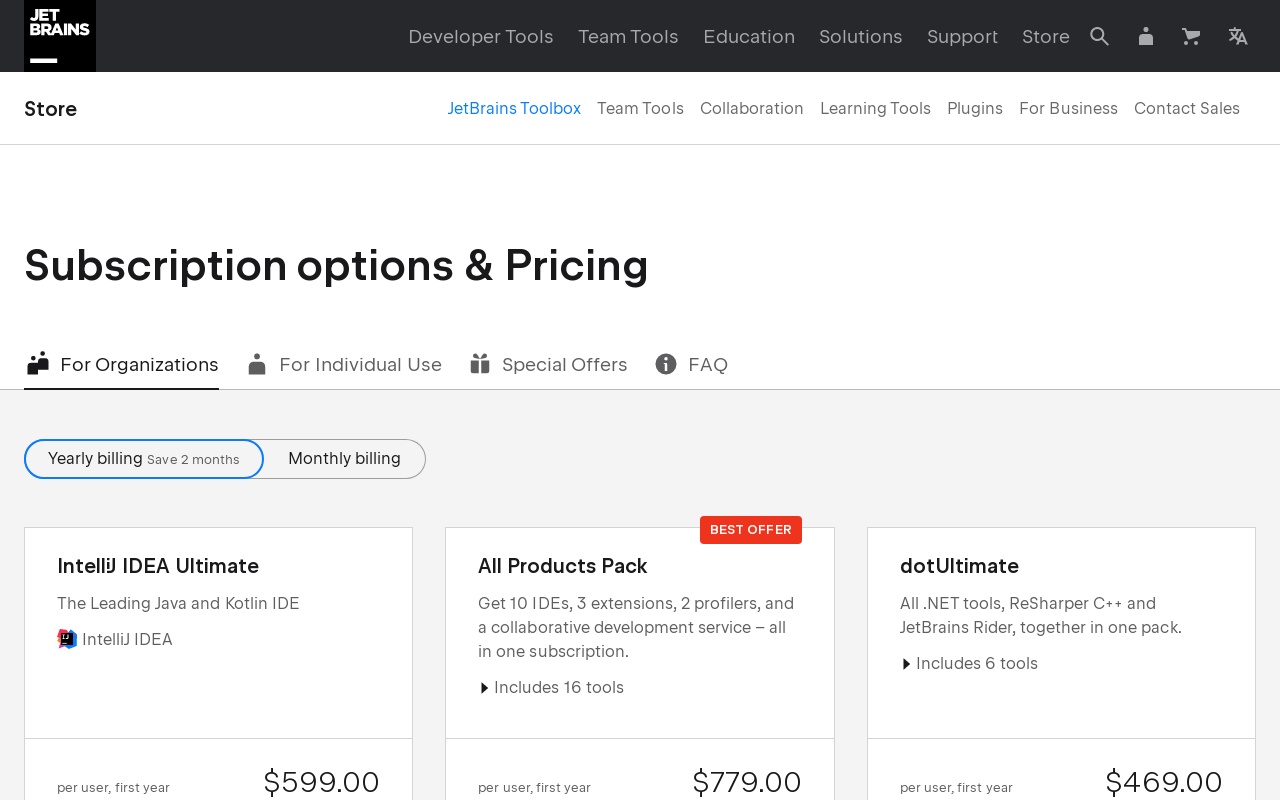 JET
BRAINS
Developer Tools Team Tools Education Solutions Support Store
Store
JetBrains Toolbox Team Tools Collaboration Learning Tools Plugins For Business Contact Sales
Subscription options & Pricing
For Organizations For Individual Use Special Offers FAQ
Yearly billing Save 2 months Monthly billing
IntelliJ IDEA Ultimate
The Leading Java and Kotlin IDE
IntelliJ IDEA
per user, first year $599.00
BEST OFFER
All Products Pack
Get 10 IDEs, 3 extensions, 2 profilers, and
a collaborative development service – all
in one subscription.
Includes 16 tools
per user, first year $779.00
dotUltimate
All .NET tools, ReSharper C++ and
JetBrains Rider, together in one pack.
Includes 6 tools
per user, first year $469.00